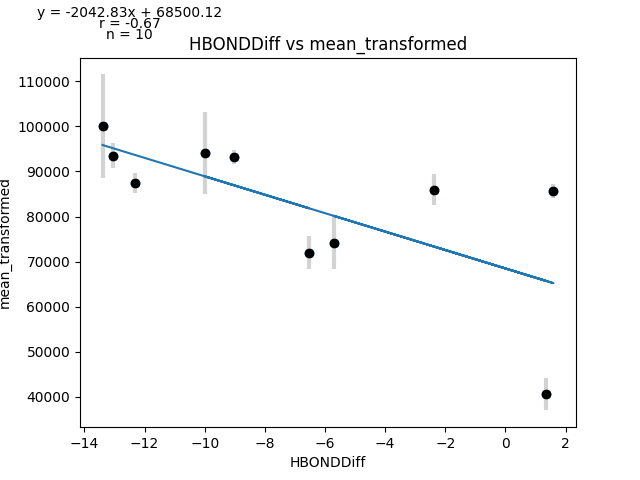 y = -2042.83x + 68500.12
r = -0.67
n = 10
HBONDDiff vs mean_transformed
110000
100000
90000
80000
70000
60000
50000
40000
mean_transformed
−14 −12 −10 −8 −6 −4 −2 0 2
HBONDDiff